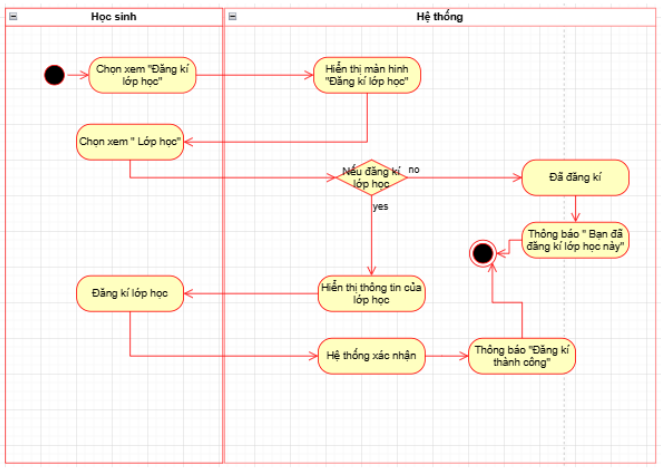 Học sinh
Hệ thống
Chọn xem "Đăng kí
lớp học"
Hiển thị màn hình
"Đăng kí lớp học"
Chọn xem " Lớp học"
Nếu đăng kí
lớp học
no
Đã đăng kí
yes
Thông báo " Bạn đã
đăng kí lớp học này"
Đăng kí lớp học
Hiển thị thông tin của
lớp học
Hệ thống xác nhận
Thông báo "Đăng kí
thành công"